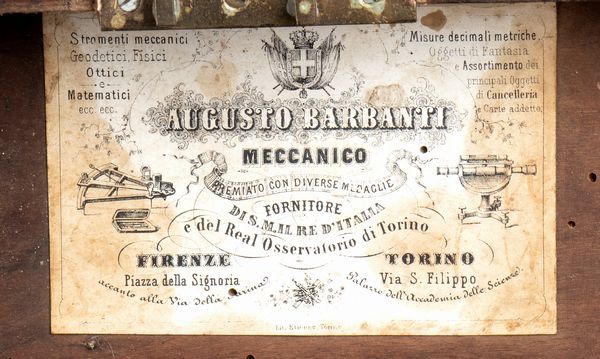 Stromenti meccanici
Geodetici, Fisici
Ottici
e
Matematici
ecc. ecc.
Misure decimali metriche
Oggetti di Fantasia
e Assortimento dei
principali Oggetti
di Cancelleria
e Carte addette
AUGUSTO BARBANTI
MECCANICO
PREMIATO CON DIVERSE MEDAGLIE
FORNITORE
DI S. M. IL RE D'ITALIA
e del Real Osservatorio di Torino
FIRENZE
Piazza della Signoria
accanto alla Via della
TORINO
Via S. Filippo
Palazzo dell'Accademia delle Scienze.
Lit. Torino